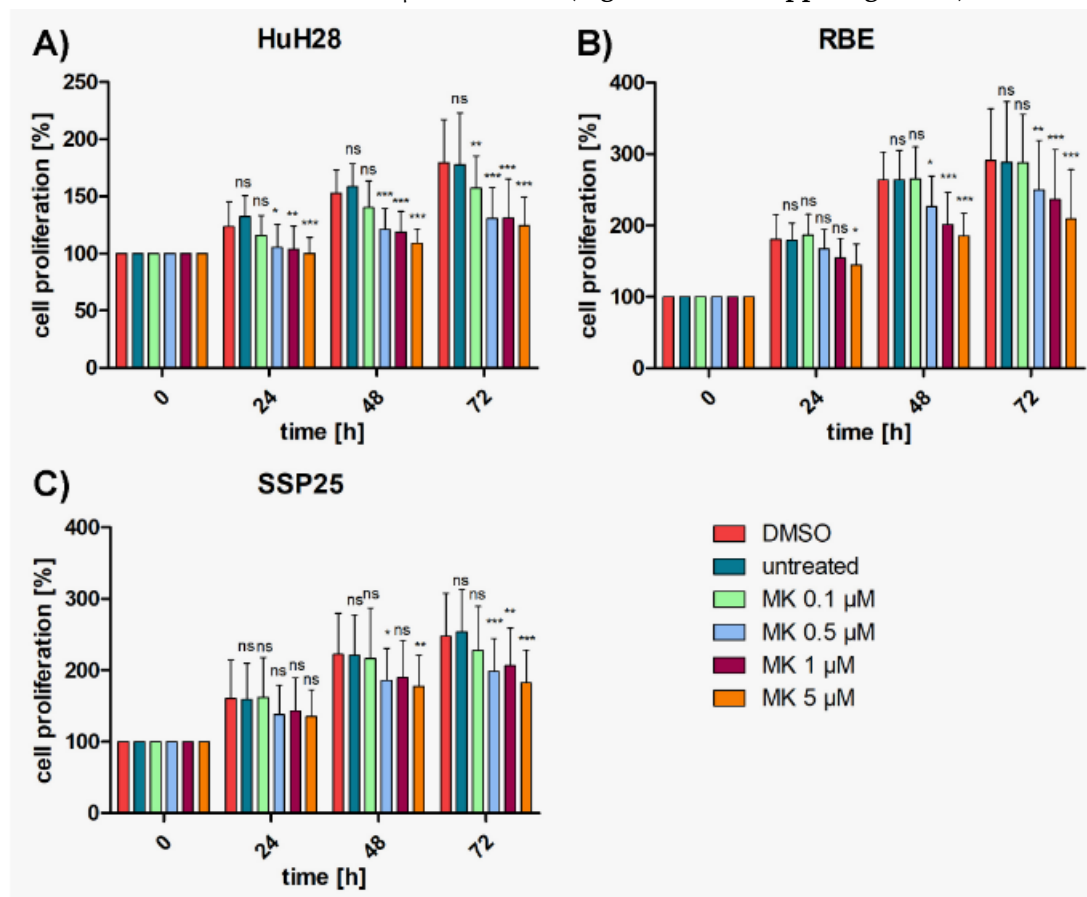 A)
HuH28
cell proliferation [%]
250
200
150
100
50
0
ns
ns
*
**
***
ns
ns
***
***
***
ns
**
***
***
***
0
24
48
72
time [h]
B)
RBE
cell proliferation [%]
400
300
200
100
0
ns
ns
ns
ns
*
ns
ns
*
***
***
ns
ns
**
***
***
0
24
48
72
time [h]
C)
SSP25
cell proliferation [%]
400
300
200
100
0
ns
ns
ns
ns
ns
ns
ns
*
ns
**
ns
ns
***
**
***
0
24
48
72
time [h]
DMSO
untreated
MK 0.1 µM
MK 0.5 µM
MK 1 µM
MK 5 µM